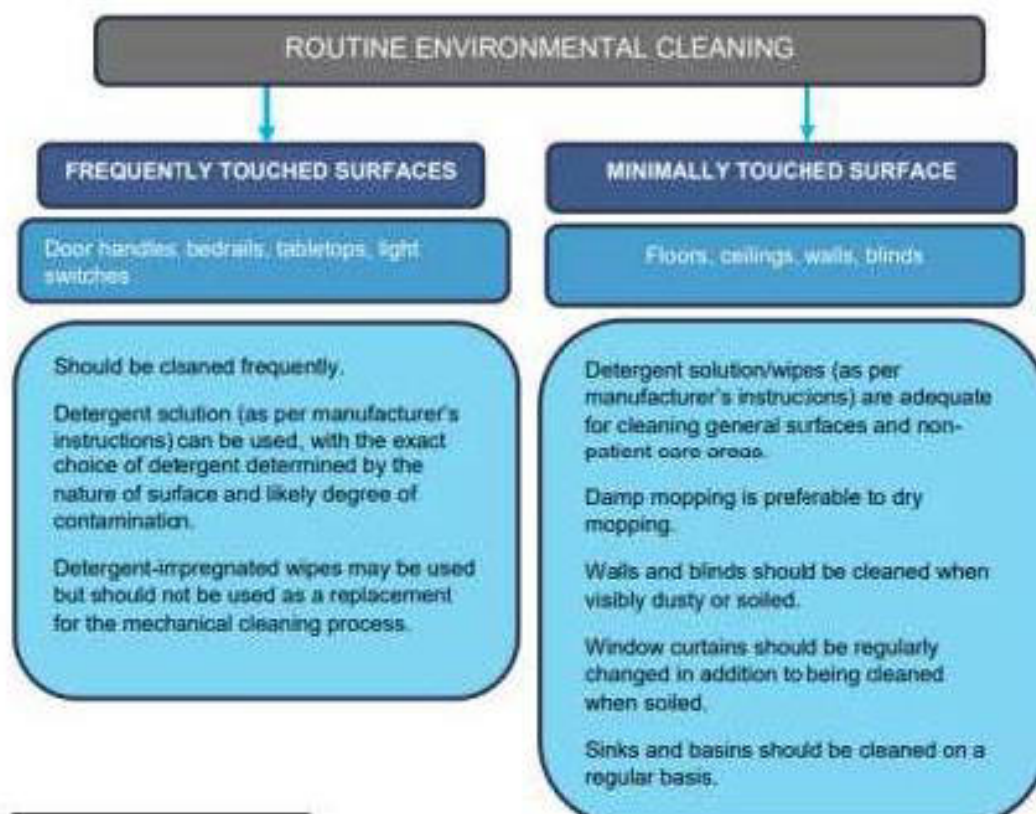 ROUTINE ENVIRONMENTAL CLEANING
FREQUENTLY TOUCHED SURFACES
Door handles, bedrails, tabletops, light
switches
Should be cleaned frequently.
Detergent solution (as per manufacturer's
instructions) can be used, with the exact
choice of detergent determined by the
nature of surface and likely degree of
contamination.
Detergent-impregnated wipes may be used
but should not be used as a replacement
for the mechanical cleaning process.
MINIMALLY TOUCHED SURFACE
Floors, ceilings, walls, blinds
Detergent solution/wipes (as per
manufacturer's instructions) are adequate
for cleaning general surfaces and non-
patient care areas.
Damp mopping is preferable to dry
mopping.
Walls and blinds should be cleaned when
visibly dusty or soiled.
Window curtains should be regularly
changed in addition to being cleaned
when soiled.
Sinks and basins should be cleaned on a
regular basis.